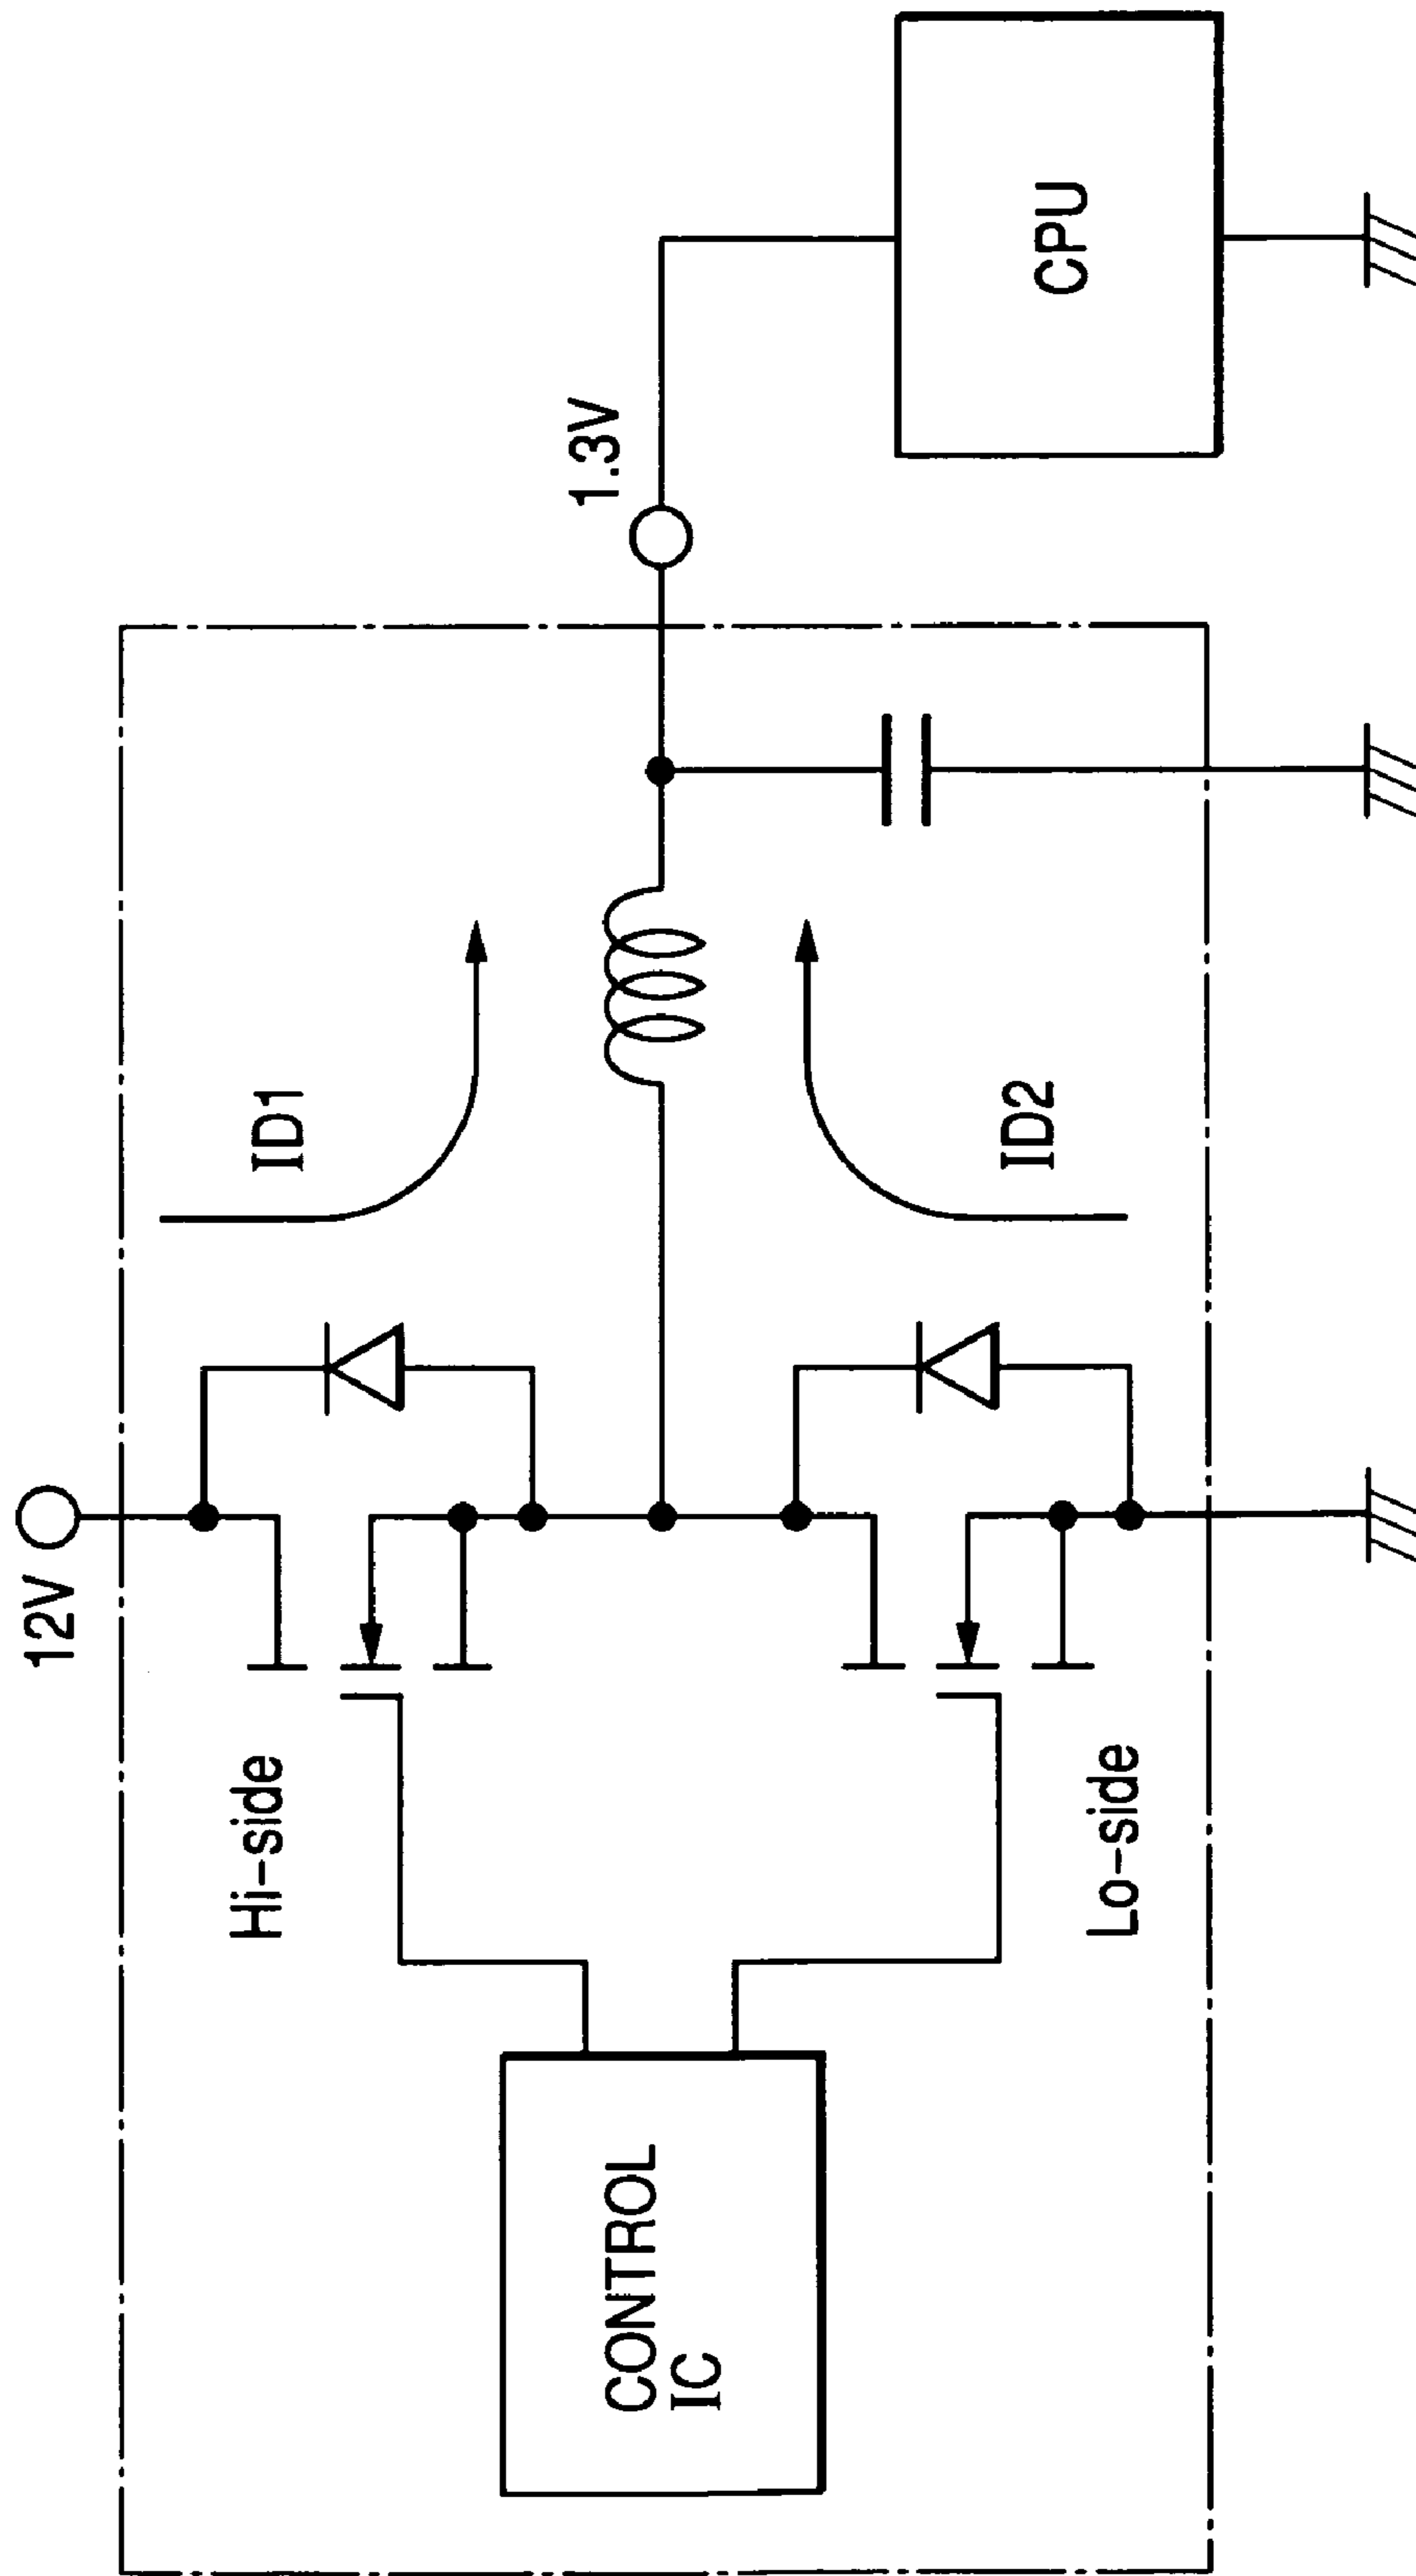 12V
Hi-side
ID1
1.3V
CONTROL
IC
CPU
ID2
Lo-side